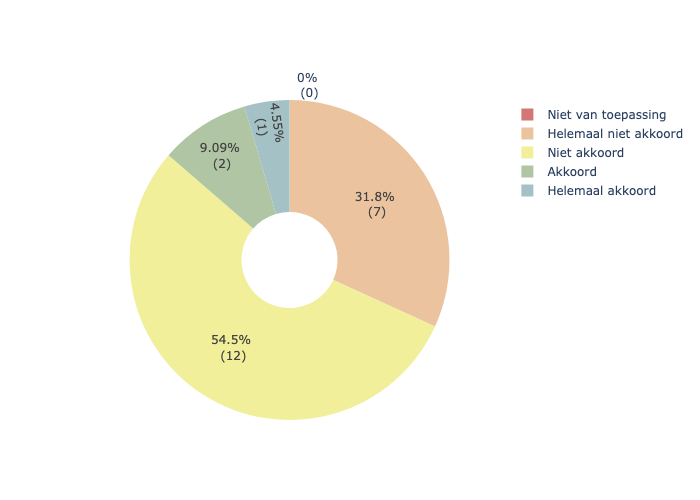 0%
(0)
4.55%
(1)
9.09%
(2)
31.8%
(7)
54.5%
(12)
Niet van toepassing
Helemaal niet akkoord
Niet akkoord
Akkoord
Helemaal akkoord